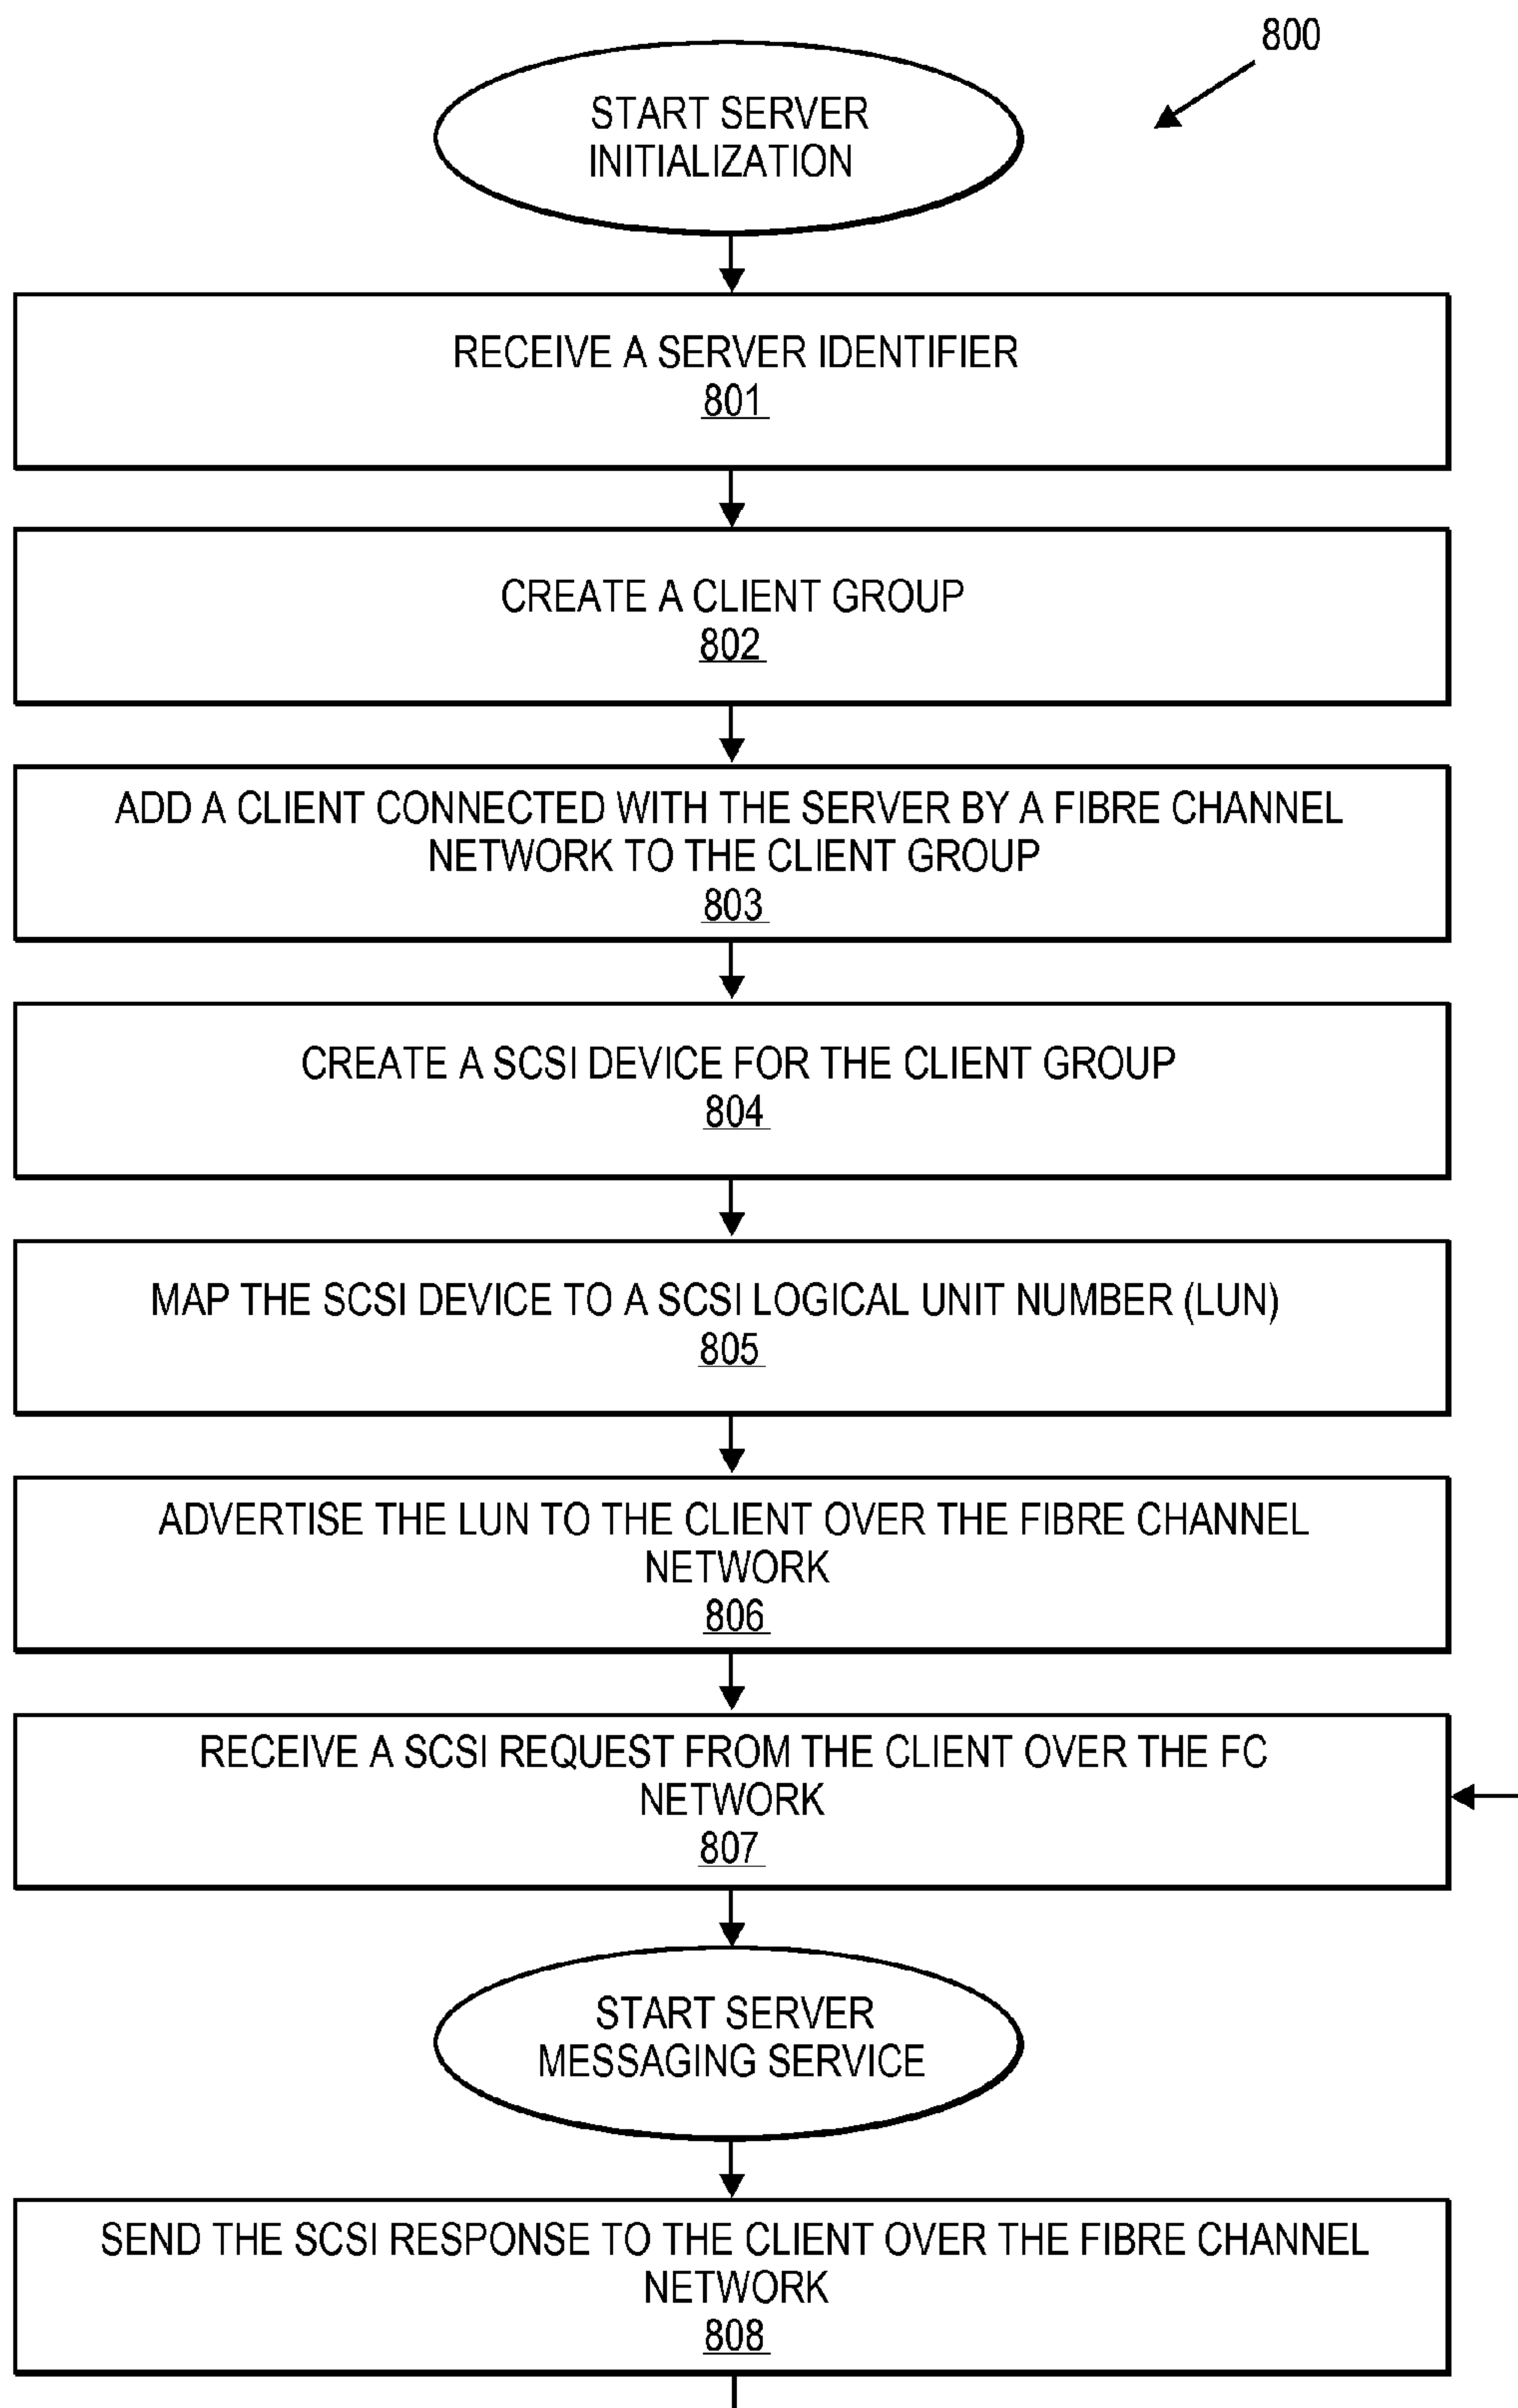 800
START SERVER
INITIALIZATION
RECEIVE A SERVER IDENTIFIER
801
CREATE A CLIENT GROUP
802
ADD A CLIENT CONNECTED WITH THE SERVER BY A FIBRE CHANNEL
NETWORK TO THE CLIENT GROUP
803
CREATE A SCSI DEVICE FOR THE CLIENT GROUP
804
MAP THE SCSI DEVICE TO A SCSI LOGICAL UNIT NUMBER (LUN)
805
ADVERTISE THE LUN TO THE CLIENT OVER THE FIBRE CHANNEL
NETWORK
806
RECEIVE A SCSI REQUEST FROM THE CLIENT OVER THE FC
NETWORK
807
START SERVER
MESSAGING SERVICE
SEND THE SCSI RESPONSE TO THE CLIENT OVER THE FIBRE CHANNEL
NETWORK
808